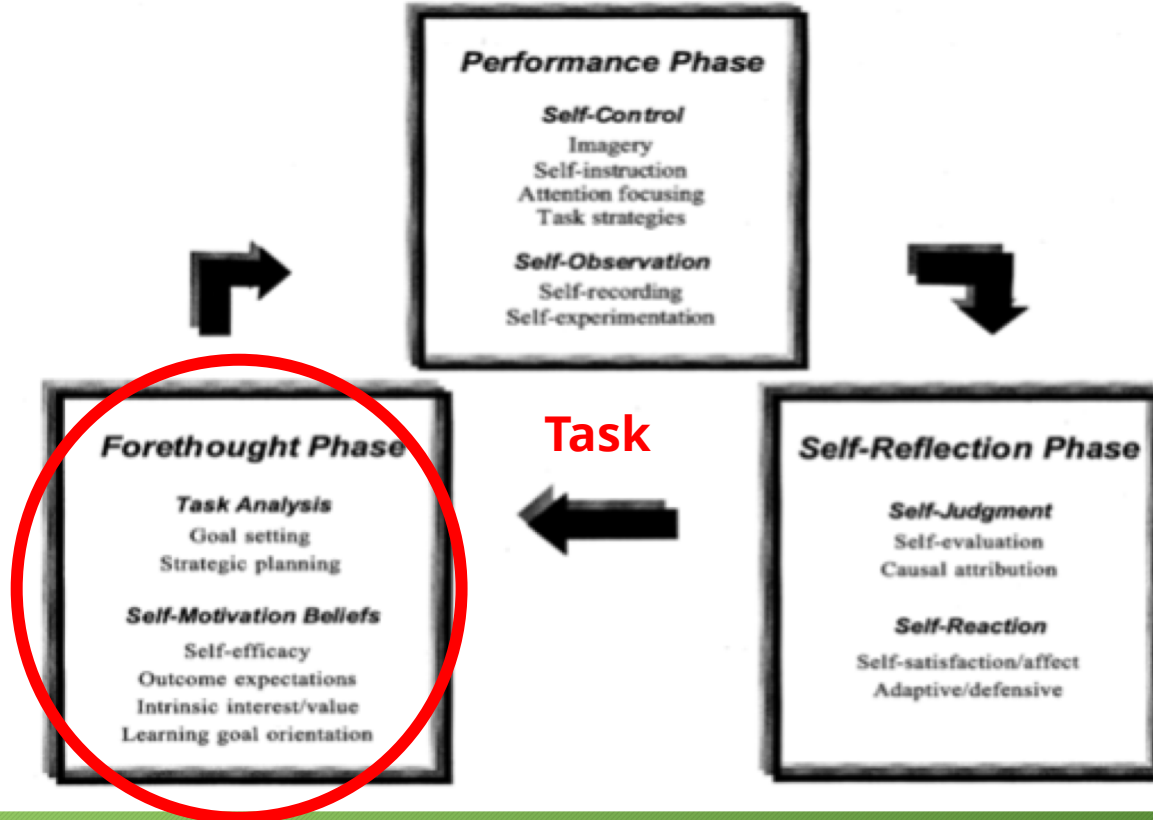 Performance Phase
Self-Control
Imagery
Self-instruction
Attention focusing
Task strategies
Self-Observation
Self-recording
Self-experimentation
Task
Forethought Phase
Task Analysis
Goal setting
Strategic planning
Self-Motivation Beliefs
Self-efficacy
Outcome expectations
Intrinsic interest/value
Learning goal orientation
Self-Reflection Phase
Self-Judgment
Self-evaluation
Causal attribution
Self-Reaction
Self-satisfaction/affect
Adaptive/defensive